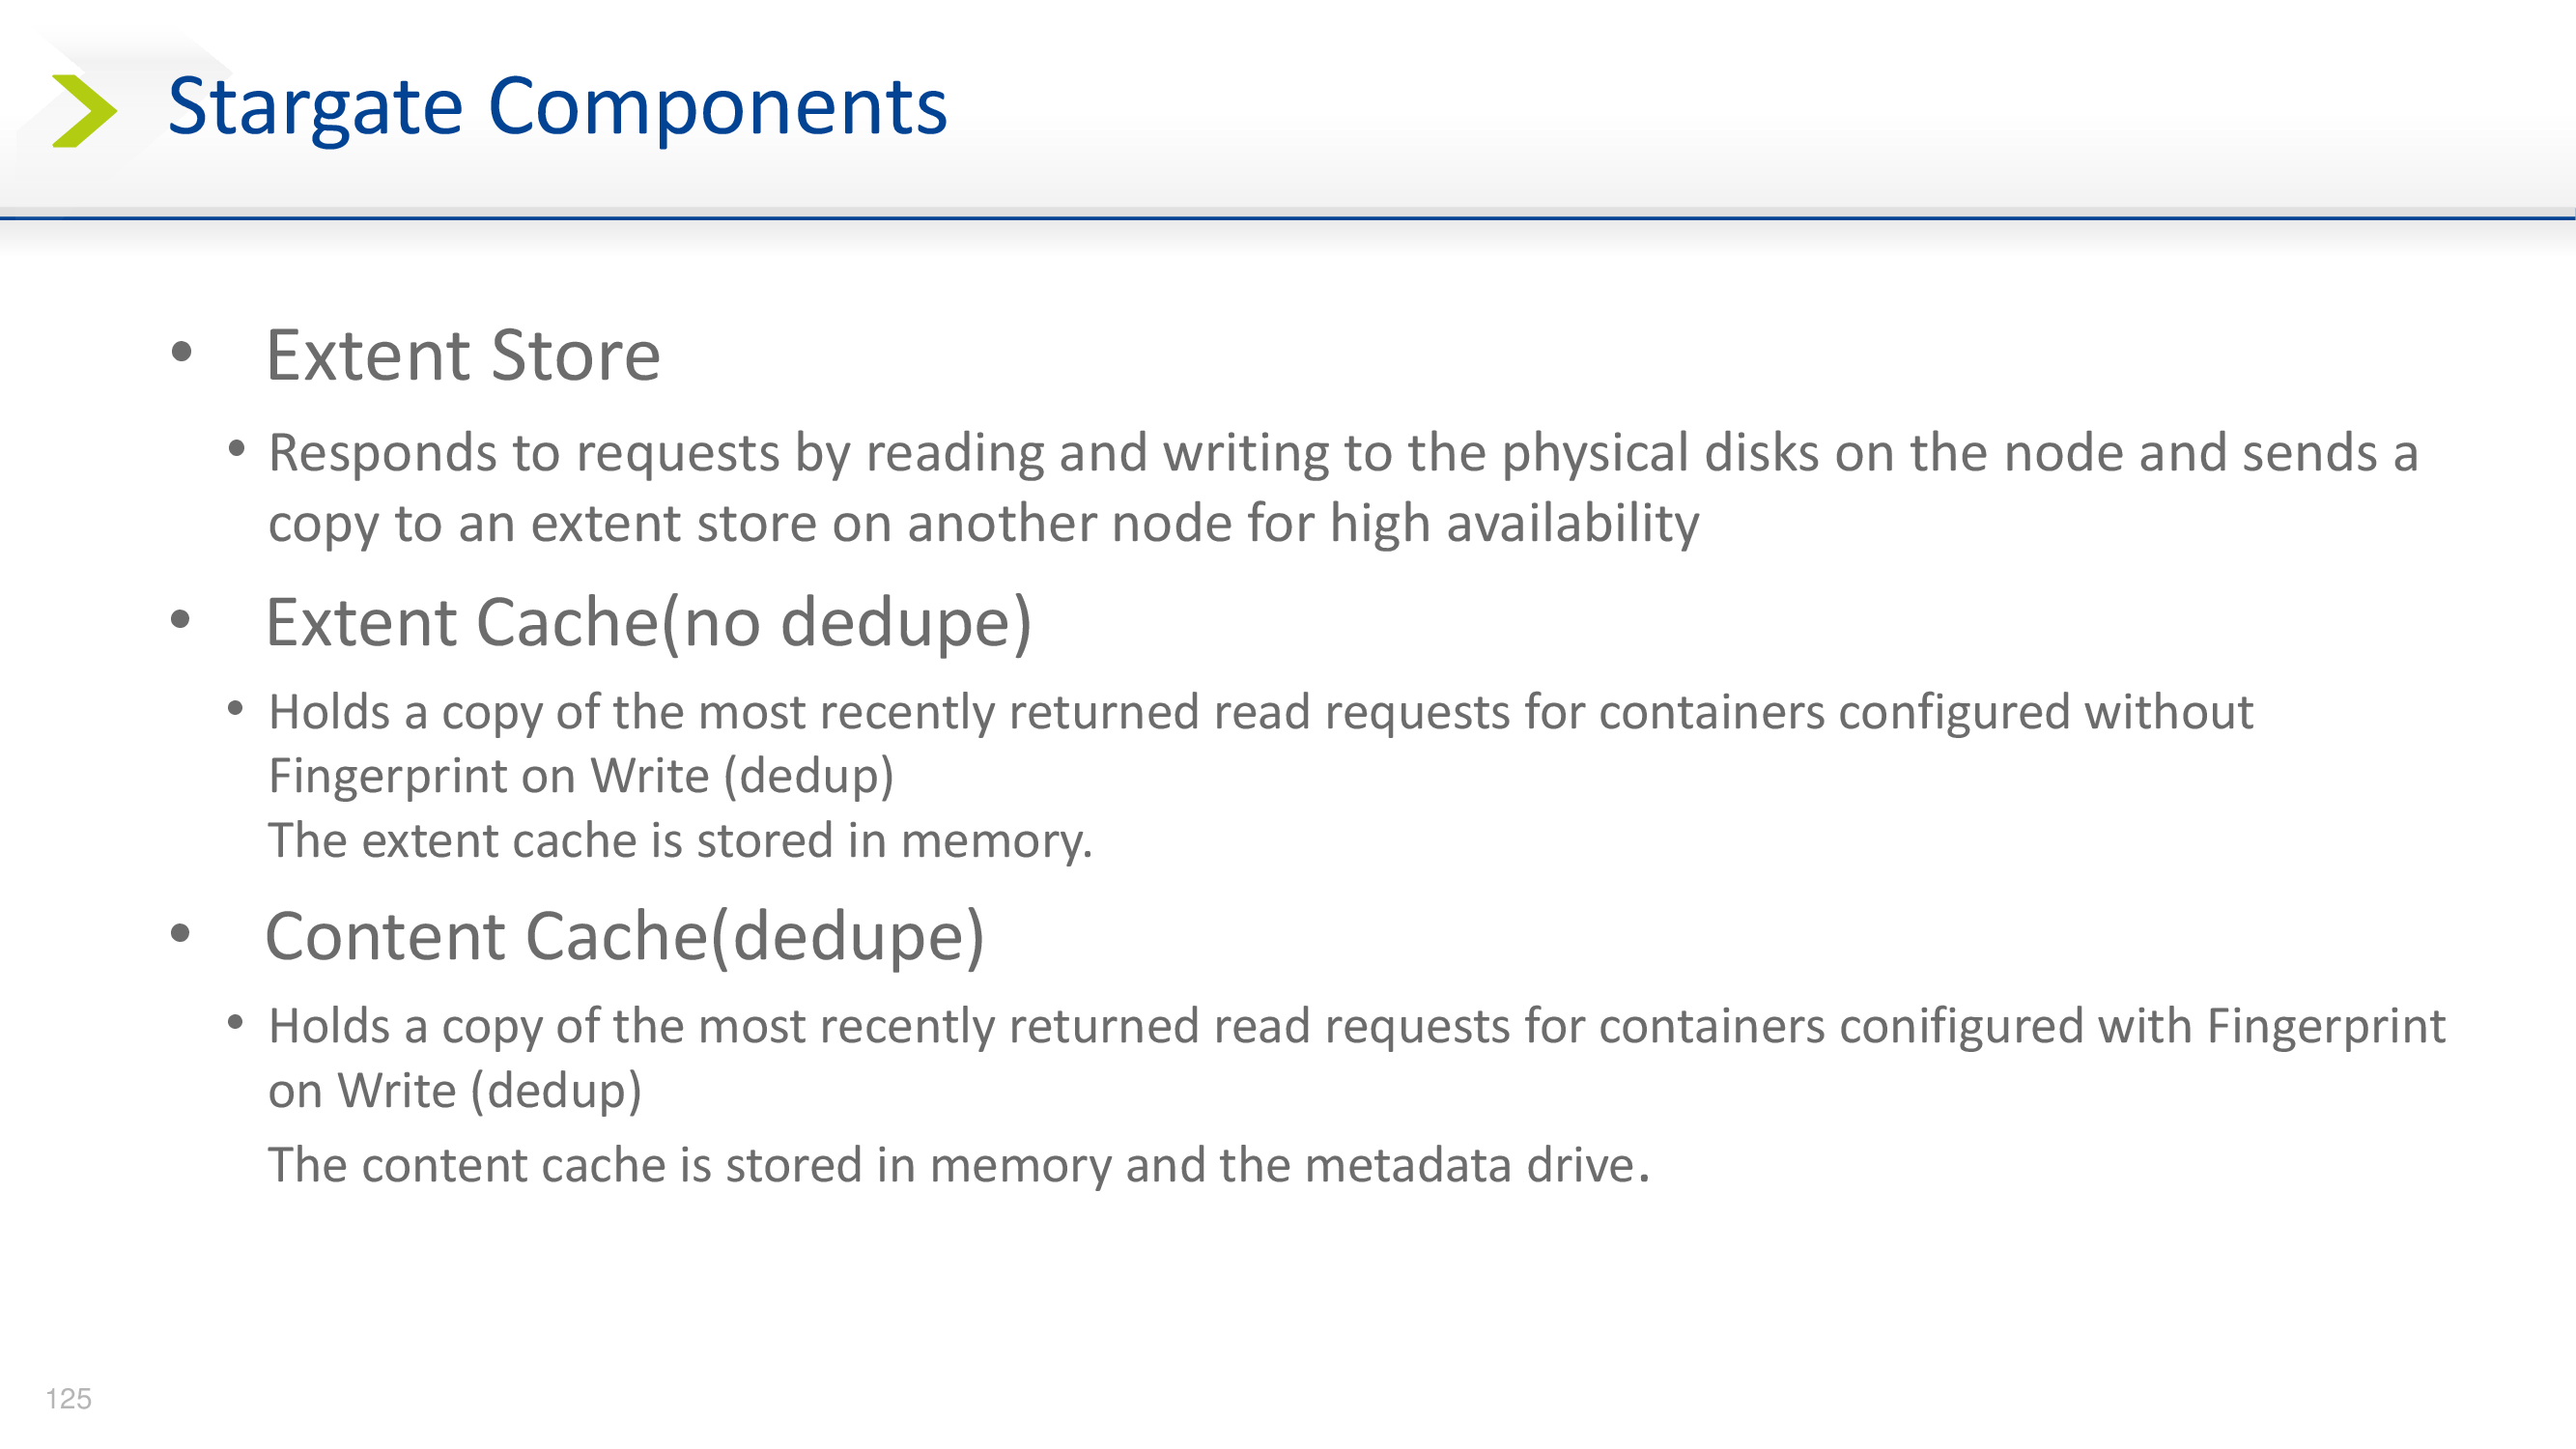 Stargate Components
• Extent Store
• Responds to requests by reading and writing to the physical disks on the node and sends a
copy to an extent store on another node for high availability
• Extent Cache(no dedupe)
• Holds a copy of the most recently returned read requests for containers configured without
Fingerprint on Write (dedup)
The extent cache is stored in memory.
• Content Cache(dedupe)
• Holds a copy of the most recently returned read requests for containers conifigured with Fingerprint
on Write (dedup)
The content cache is stored in memory and the metadata drive.
125